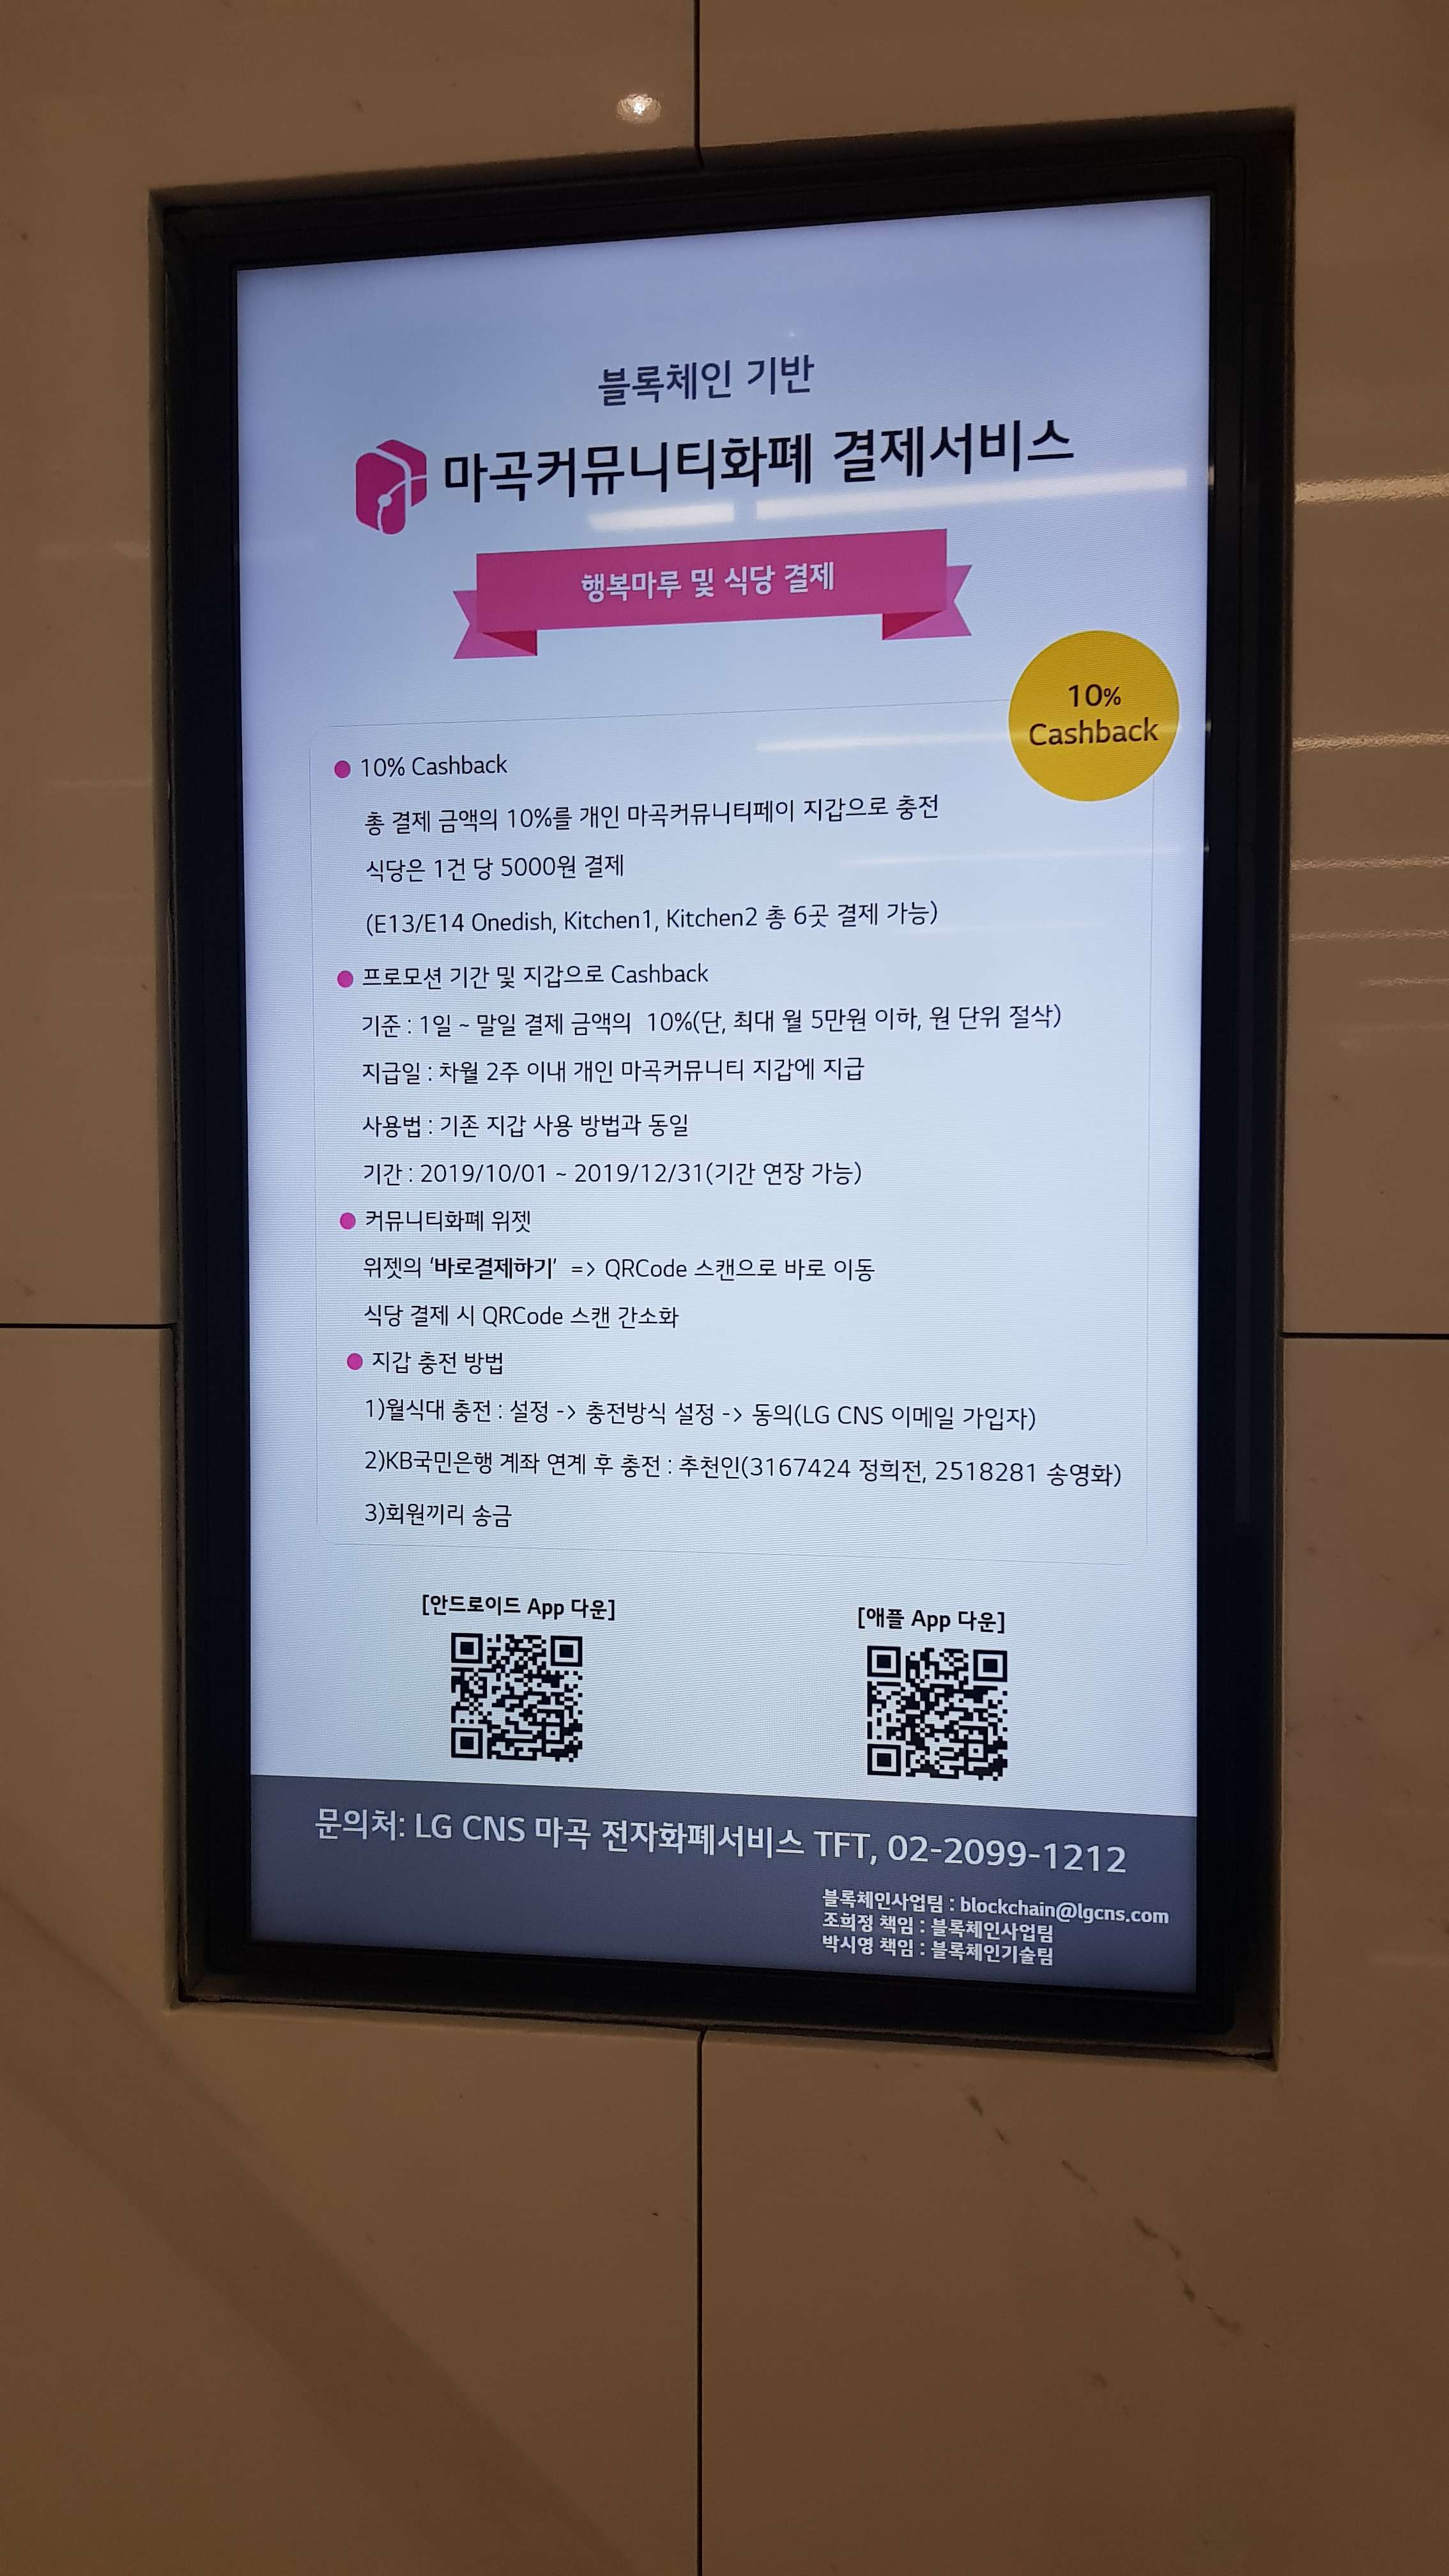 블록체인 기반
마곡커뮤니티화폐 결제서비스
행복마루 및 식당 결제
10%
Cashback
● 10% Cashback
총 결제 금액의 10%를 개인 마곡커뮤니티페이 지갑으로 충전
식당은 1건 당 5000원 결제
(E13/E14 Onedish, Kitchen1, Kitchen2 총 6곳 결제 가능)
● 프로모션 기간 및 지갑으로 Cashback
기준 : 1일 ~ 말일 결제 금액의 10%(단, 최대 월 5만원 이하, 원 단위 절삭)
지급일 : 차월 2주 이내 개인 마곡커뮤니티 지갑에 지급
사용법 : 기존 지갑 사용 방법과 동일
기간 : 2019/10/01 ~ 2019/12/31(기간 연장 가능)
● 커뮤니티화폐 위젯
위젯의 '바로결제하기' => QRCode 스캔으로 바로 이동
식당 결제 시 QRCode 스캔 간소화
● 지갑 충전 방법
1)월식대 충전 : 설정 -> 충전방식 설정 -> 동의(LG CNS 이메일 가입자)
2)KB국민은행 계좌 연계 후 충전 : 추천인(3167424 정희전, 2518281 송영화)
3)회원끼리 송금
[안드로이드 App 다운]
[애플 App 다운]
문의처: LG CNS 마곡 전자화폐서비스 TFT, 02-2099-1212
블록체인사업팀 : blockchain@lgcns.com
조희정 책임 : 블록체인사업팀
박시영 책임 : 블록체인기술팀